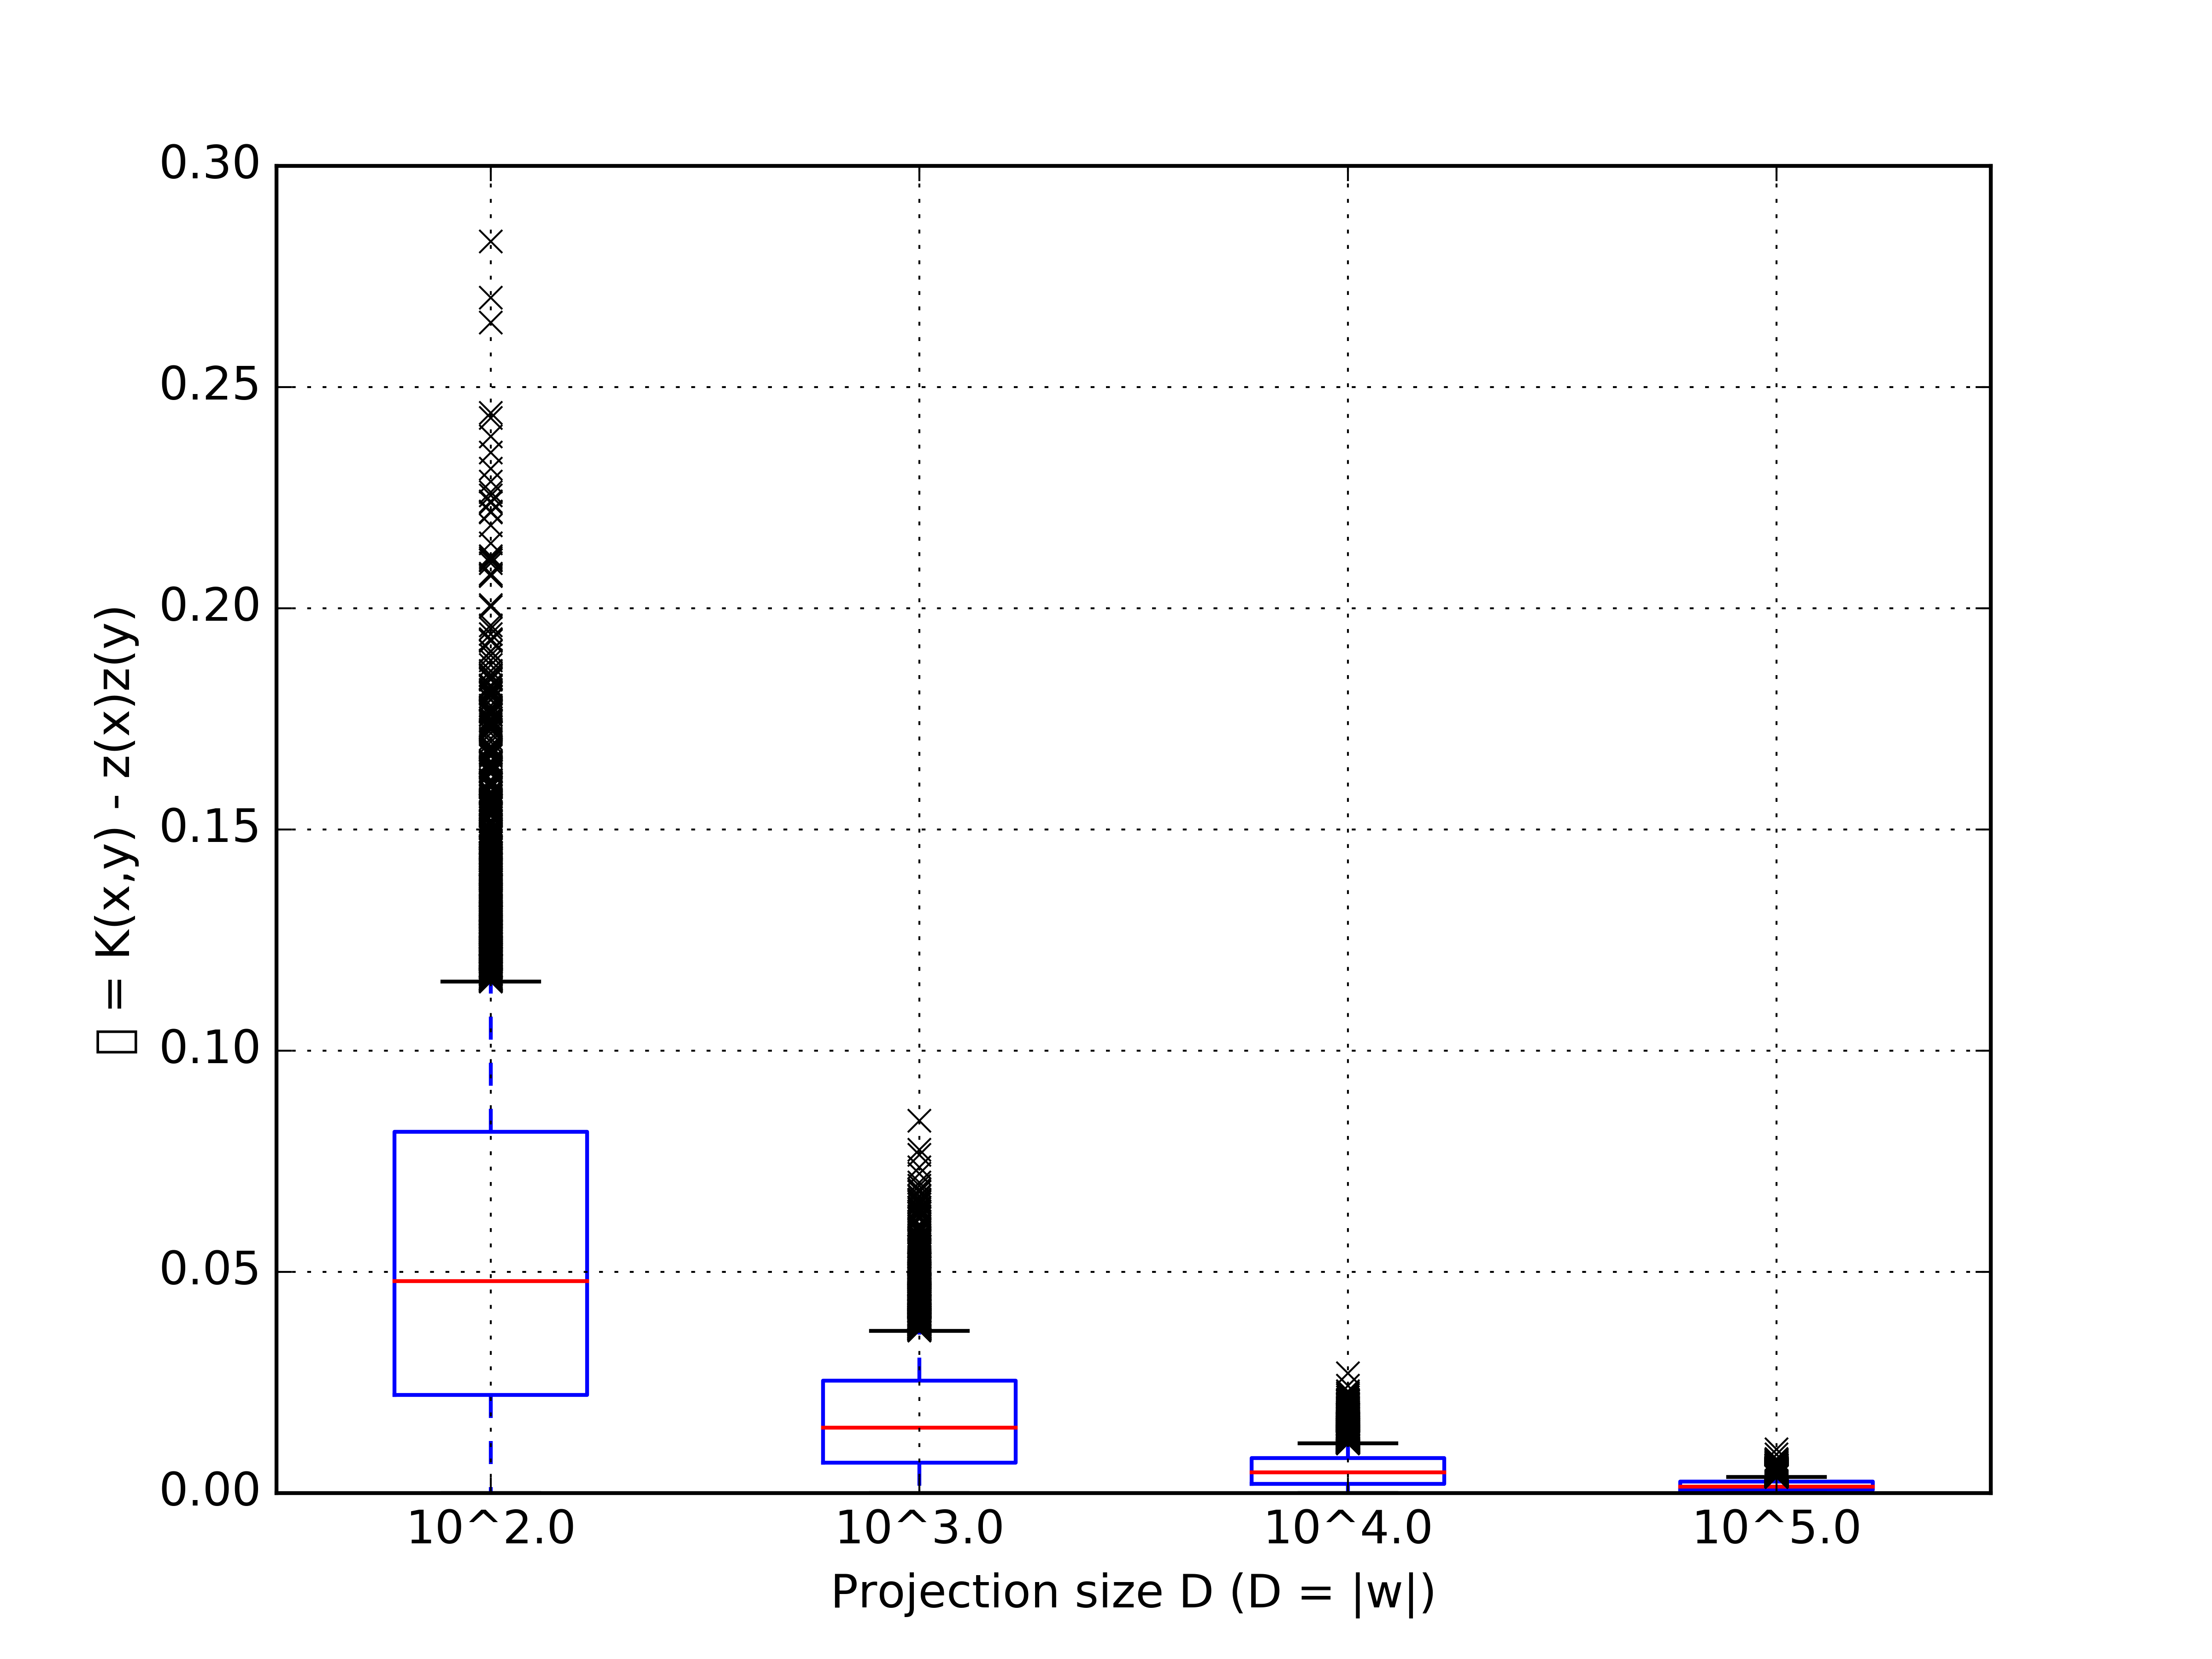 0.30
0.25
0.20
0.15
0.10
0.05
0.00
= K(x,y) - z(x)z(y)
10^2.0 10^3.0 10^4.0 10^5.0
Projection size D (D = |w|)